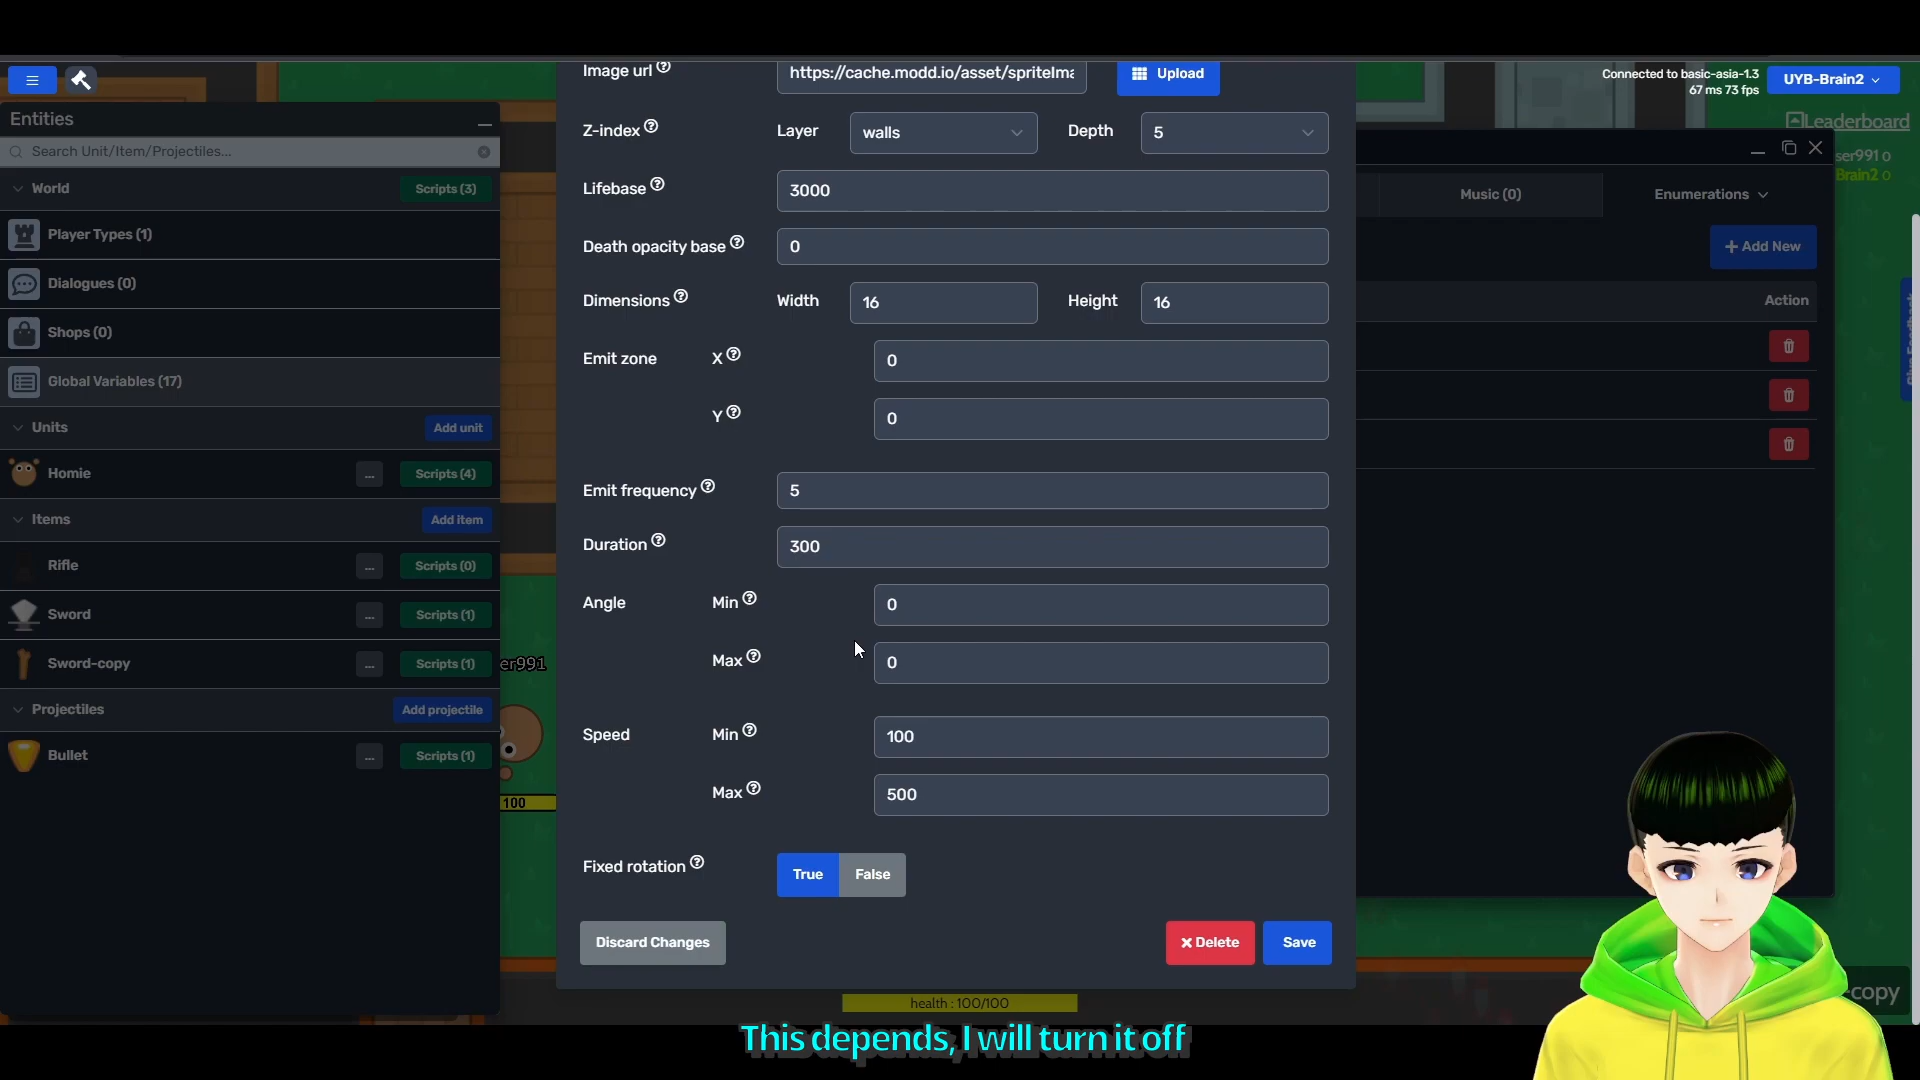 Image url
https://cache.modd.io/asset/spriteIma
Upload
Connected to basic-asia-1.3
67 ms 73 fps
UYB-Brain2
Entities
Search Unit/Item/Projectiles...
World
Scripts (3)
Player Types (1)
Dialogues (0)
Shops (0)
Global Variables (17)
Units
Add unit
Homie
...
Scripts (4)
Items
Add item
Rifle
...
Scripts (0)
Sword
...
Scripts (1)
Sword-copy
...
Scripts (1)
Projectiles
Add projectile
Bullet
...
Scripts (1)
er991
100
Z-index
Layer
walls
Depth
5
Lifebase
3000
Death opacity base
0
Dimensions
Width
16
Height
16
Emit zone
X
0
Y
0
Emit frequency
5
Duration
300
Angle
Min
0
Max
0
Speed
Min
100
Max
500
Fixed rotation
True
False
Discard Changes
Delete
Save
Leaderboard
ser991 0
Brain2 0
Music (0)
Enumerations
+ Add New
Action
health : 100/100
-copy
This depends, I will turn it off